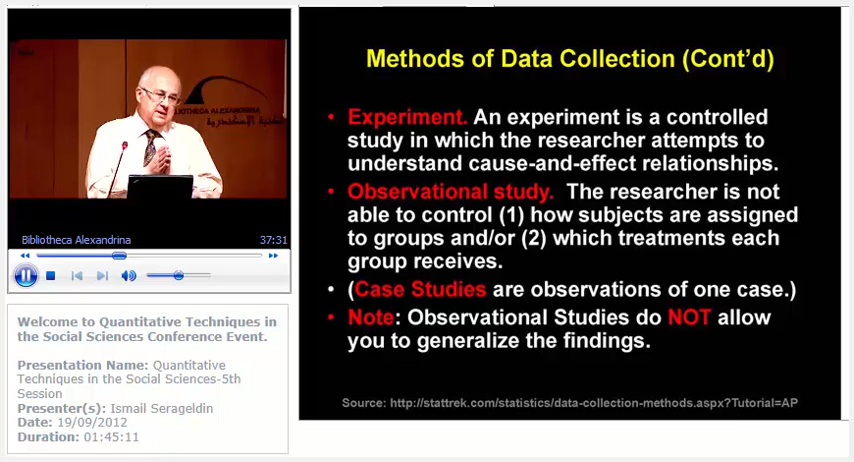 BIBLIOTHECA ALEXANDRINA
مكتبة الإسكندرية
Bibliotheca Alexandrina
37:31
Welcome to Quantitative Techniques in
the Social Sciences Conference Event.
Presentation Name: Quantitative
Techniques in the Social Sciences-5th
Session
Presenter(s): Ismail Serageldin
Date: 19/09/2012
Duration: 01:45:11
Methods of Data Collection (Cont’d)
• Experiment. An experiment is a controlled
study in which the researcher attempts to
understand cause-and-effect relationships.
• Observational study. The researcher is not
able to control (1) how subjects are assigned
to groups and/or (2) which treatments each
group receives.
• (Case Studies are observations of one case.)
• Note: Observational Studies do NOT allow
you to generalize the findings.
Source: http://stattrek.com/statistics/data-collection-methods.aspx?Tutorial=AP